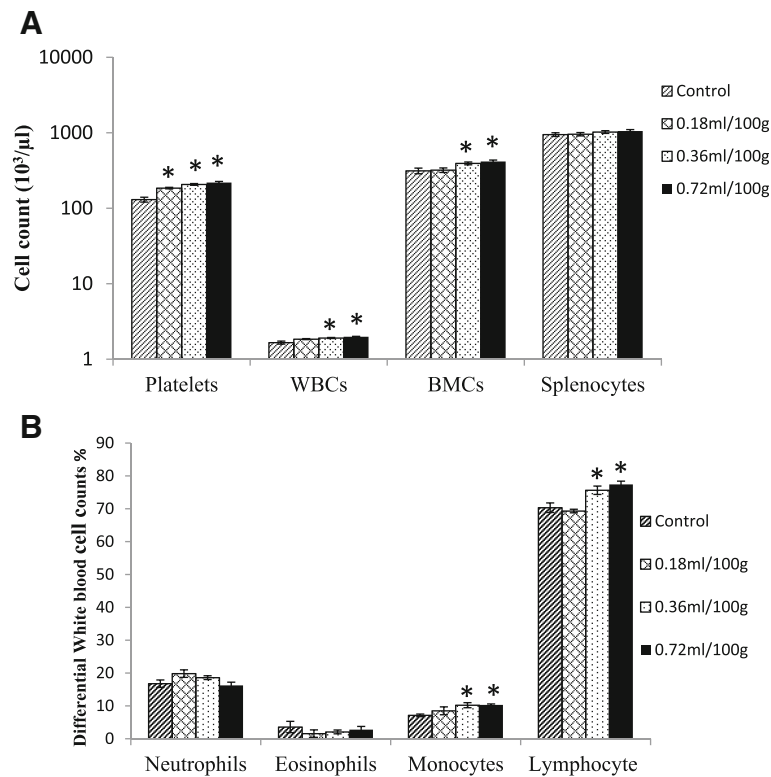 A
Cell count (10³/µl)
10000
1000
100
10
1
* * *
* *
* *
Platelets
WBCs
BMCs
Splenocytes
Control
0.18ml/100g
0.36ml/100g
0.72ml/100g
B
Differential White blood cell counts %
90
80
70
60
50
40
30
20
10
0
* *
* *
Neutrophils
Eosinophils
Monocytes
Lymphocyte
Control
0.18ml/100g
0.36ml/100g
0.72ml/100g